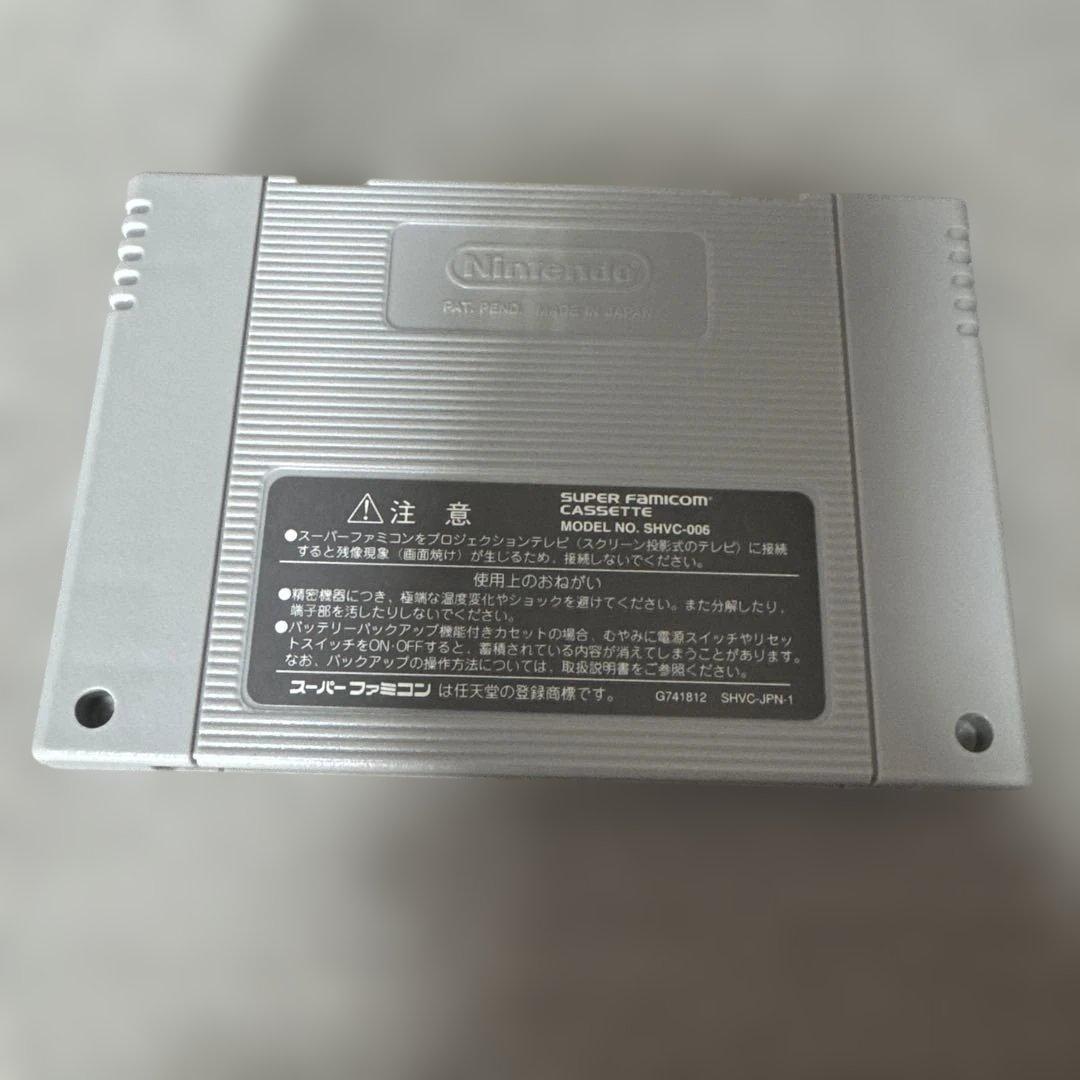 Nintendo
PAT. PEND. MADE IN JAPAN
⚠注 意
SUPER FAMICOM
CASSETTE
MODEL NO. SHVC-006
●スーパーファミコンをプロジェクションテレビ（スクリーン投影式のテレビ）に接続
すると残像現象（画面焼け）が生じるため、接続しないでください。
使用上のおねがい
●精密機器につき、極端な温度変化やショックを避けてください。また分解したり、
端子部を汚したりしないでください。
●バッテリーバックアップ機能付きカセットの場合、むやみに電源スイッチやリセッ
トスイッチをON・OFFすると、蓄積されている内容が消えてしまうことがあります。
なお、バックアップの操作方法については、取扱説明書をご参照ください。
スーパーファミコン は任天堂の登録商標です。
G741812 SHVC-JPN-1